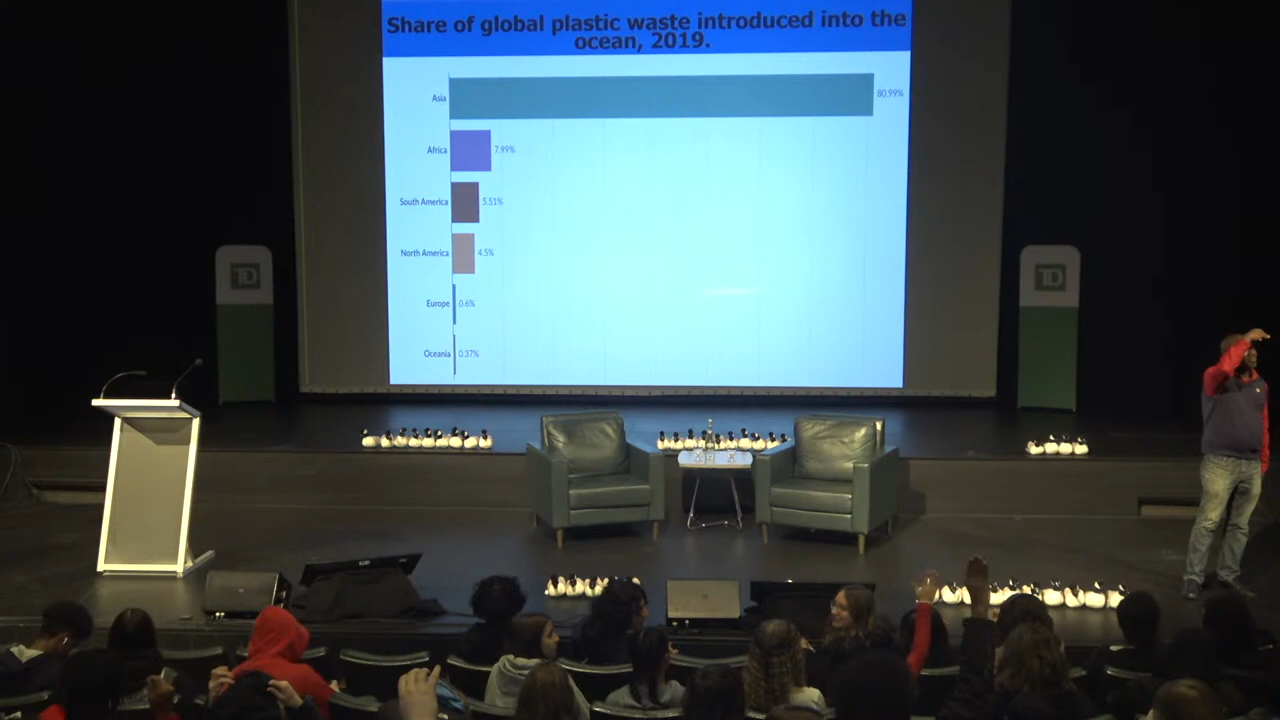 Share of global plastic waste introduced into the
ocean, 2019.
Asia 80.99%
Africa 7.99%
South America 5.51%
North America 4.5%
Europe 0.6%
Oceania 0.37%
TD
TD